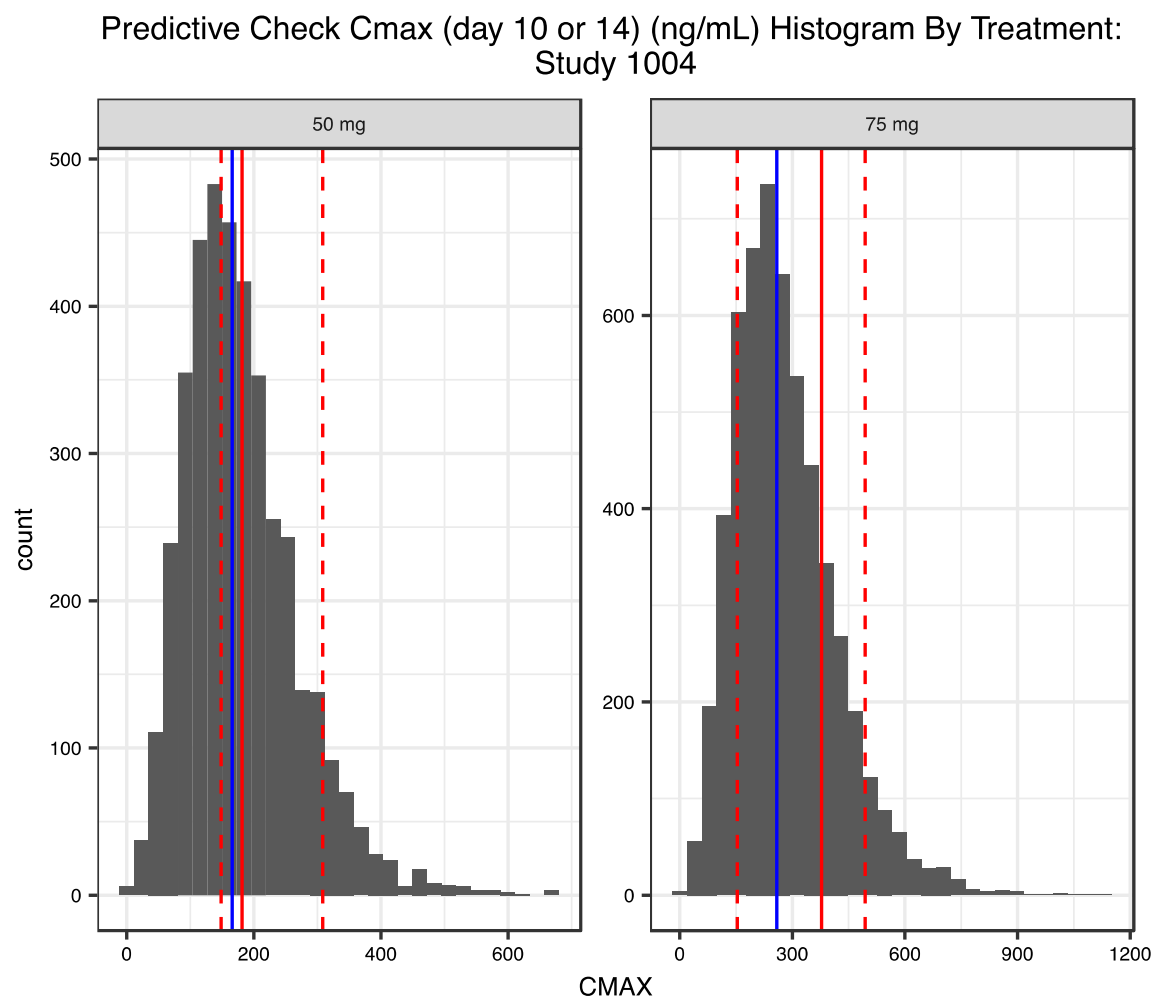 Predictive Check Cmax (day 10 or 14) (ng/mL) Histogram By Treatment:
Study 1004
50 mg
75 mg
500
400
300
200
100
0
600
400
200
0
count
0 200 400 600
0 300 600 900 1200
CMAX